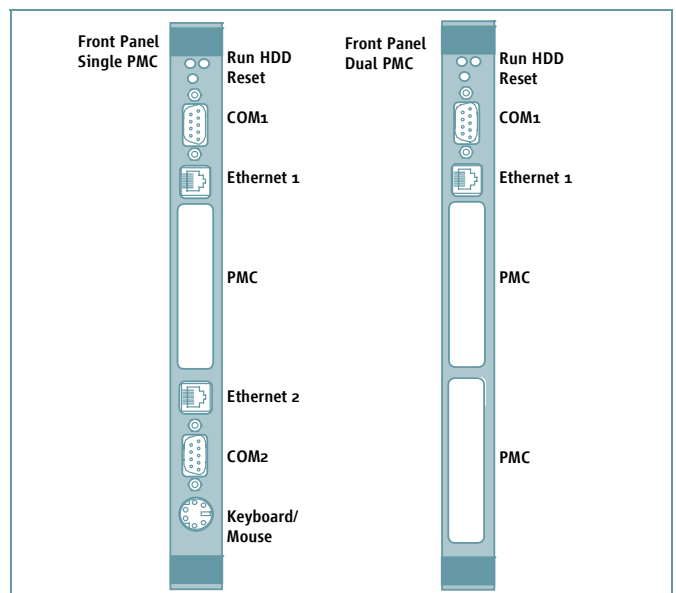 Front Panel
Single PMC
Run HDD
Reset
COM1
Ethernet 1
PMC
Ethernet 2
COM2
Keyboard/
Mouse
Front Panel
Dual PMC
Run HDD
Reset
COM1
Ethernet 1
PMC
PMC